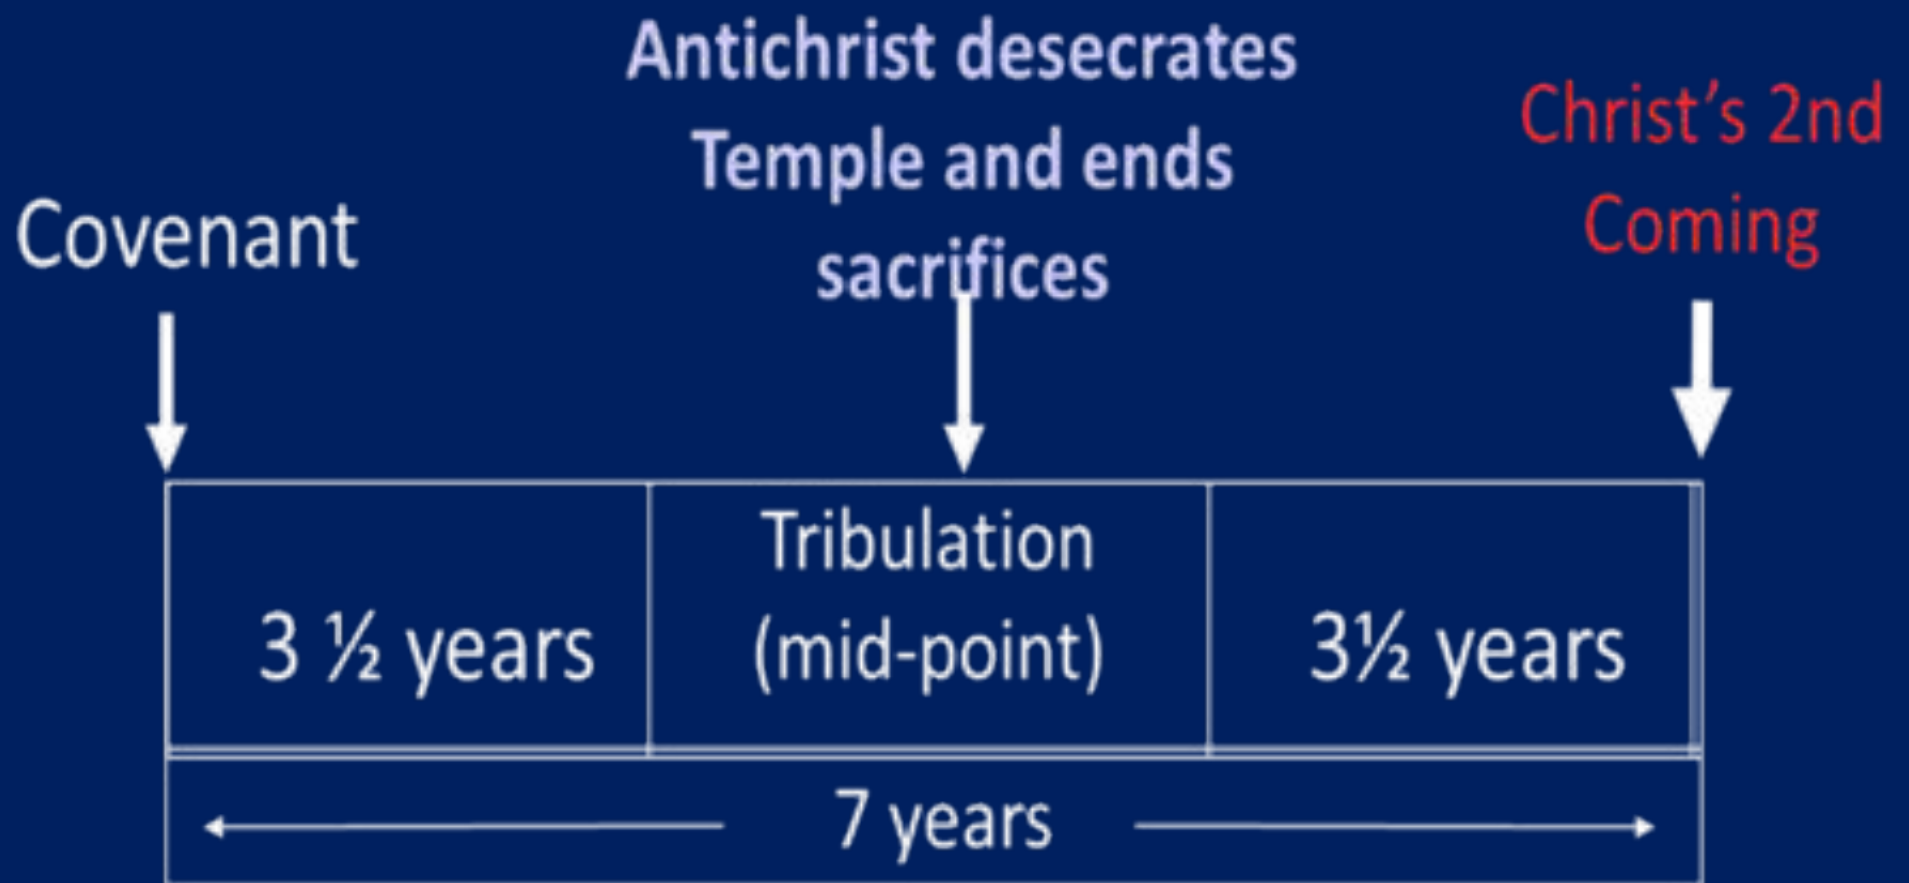 Antichrist desecrates
Temple and ends
sacrifices
Christ's 2nd
Coming
Covenant
Tribulation
(mid-point)
3 ½ years
3½ years
7 years